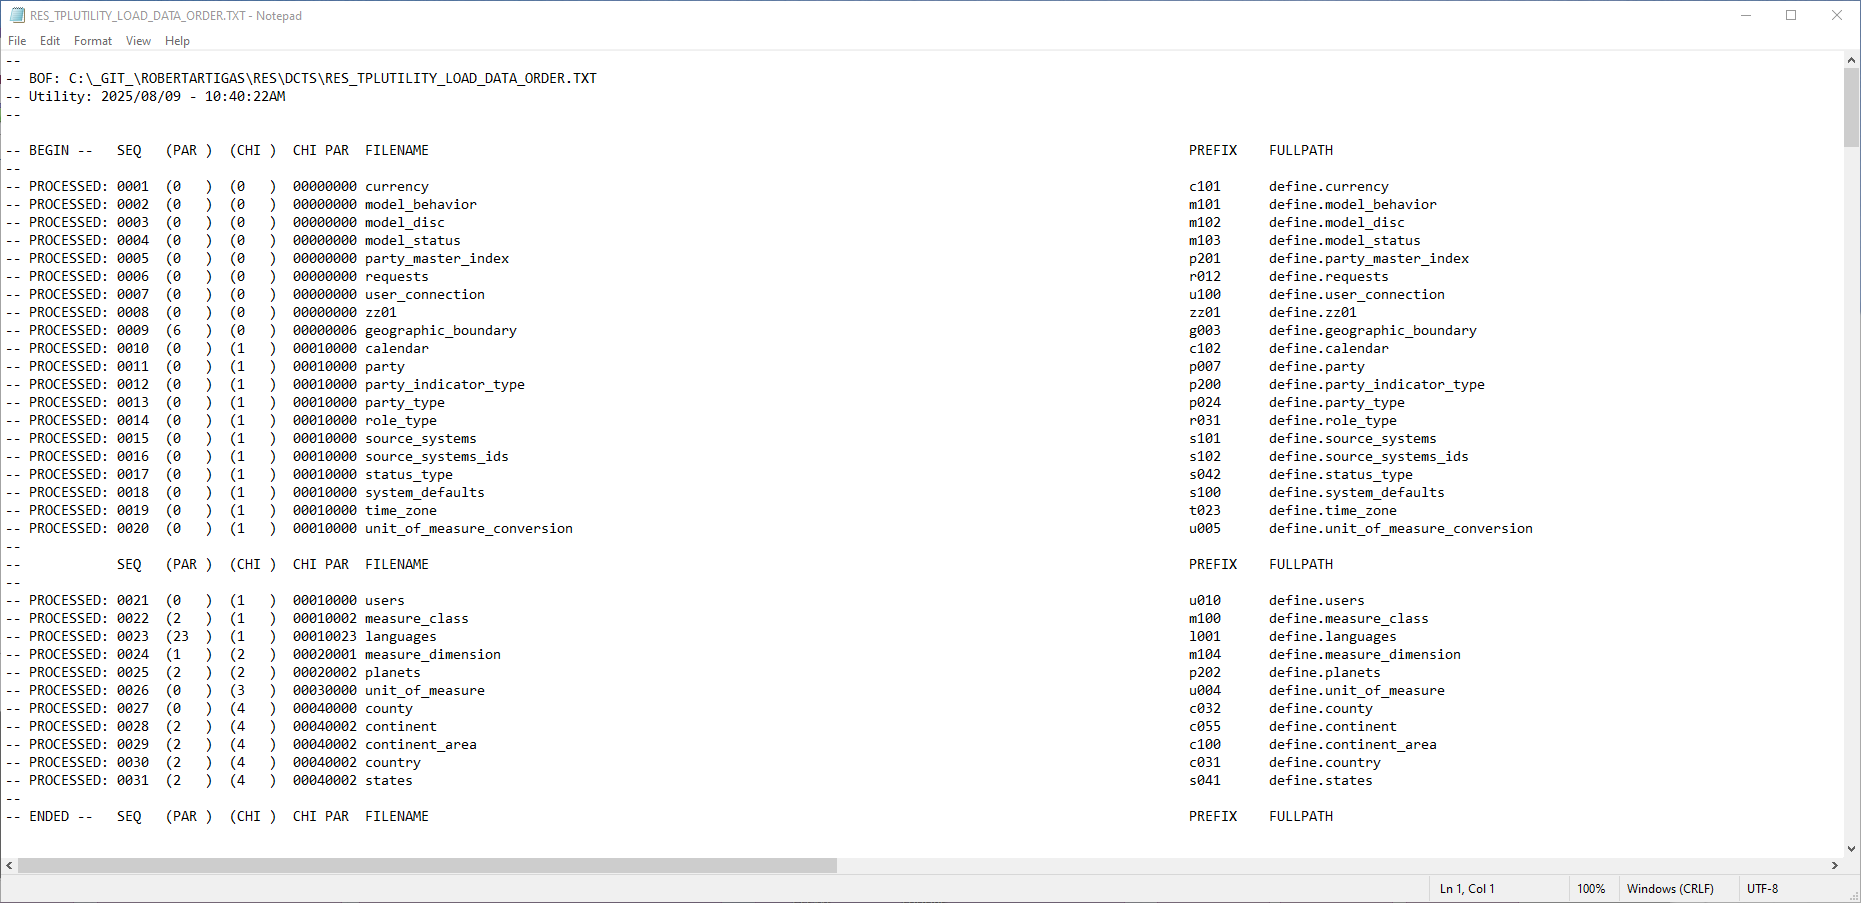 RES_TPLUTILITY_LOAD_DATA_ORDER.TXT - Notepad
File Edit Format View Help
--
-- BOF: C:\_GIT_\ROBERTARTIGAS\RES\DCTS\RES_TPLUTILITY_LOAD_DATA_ORDER.TXT
-- Utility: 2025/08/09 - 10:40:22AM
--
-- BEGIN -- SEQ (PAR ) (CHI ) CHI PAR FILENAME PREFIX FULLPATH
--
-- PROCESSED: 0001 (0 ) (0 ) 00000000 currency c101 define.currency
-- PROCESSED: 0002 (0 ) (0 ) 00000000 model_behavior m101 define.model_behavior
-- PROCESSED: 0003 (0 ) (0 ) 00000000 model_disc m102 define.model_disc
-- PROCESSED: 0004 (0 ) (0 ) 00000000 model_status m103 define.model_status
-- PROCESSED: 0005 (0 ) (0 ) 00000000 party_master_index p201 define.party_master_index
-- PROCESSED: 0006 (0 ) (0 ) 00000000 requests r012 define.requests
-- PROCESSED: 0007 (0 ) (0 ) 00000000 user_connection u100 define.user_connection
-- PROCESSED: 0008 (0 ) (0 ) 00000000 zz01 zz01 define.zz01
-- PROCESSED: 0009 (6 ) (0 ) 00000006 geographic_boundary g003 define.geographic_boundary
-- PROCESSED: 0010 (0 ) (1 ) 00010000 calendar c102 define.calendar
-- PROCESSED: 0011 (0 ) (1 ) 00010000 party p007 define.party
-- PROCESSED: 0012 (0 ) (1 ) 00010000 party_indicator_type p200 define.party_indicator_type
-- PROCESSED: 0013 (0 ) (1 ) 00010000 party_type p024 define.party_type
-- PROCESSED: 0014 (0 ) (1 ) 00010000 role_type r031 define.role_type
-- PROCESSED: 0015 (0 ) (1 ) 00010000 source_systems s101 define.source_systems
-- PROCESSED: 0016 (0 ) (1 ) 00010000 source_systems_ids s102 define.source_systems_ids
-- PROCESSED: 0017 (0 ) (1 ) 00010000 status_type s042 define.status_type
-- PROCESSED: 0018 (0 ) (1 ) 00010000 system_defaults s100 define.system_defaults
-- PROCESSED: 0019 (0 ) (1 ) 00010000 time_zone t023 define.time_zone
-- PROCESSED: 0020 (0 ) (1 ) 00010000 unit_of_measure_conversion u005 define.unit_of_measure_conversion
--
-- SEQ (PAR ) (CHI ) CHI PAR FILENAME PREFIX FULLPATH
--
-- PROCESSED: 0021 (0 ) (1 ) 00010000 users u010 define.users
-- PROCESSED: 0022 (2 ) (1 ) 00010002 measure_class m100 define.measure_class
-- PROCESSED: 0023 (23 ) (1 ) 00010023 languages l001 define.languages
-- PROCESSED: 0024 (1 ) (2 ) 00020001 measure_dimension m104 define.measure_dimension
-- PROCESSED: 0025 (2 ) (2 ) 00020002 planets p202 define.planets
-- PROCESSED: 0026 (0 ) (3 ) 00030000 unit_of_measure u004 define.unit_of_measure
-- PROCESSED: 0027 (0 ) (4 ) 00040000 county c032 define.county
-- PROCESSED: 0028 (2 ) (4 ) 00040002 continent c055 define.continent
-- PROCESSED: 0029 (2 ) (4 ) 00040002 continent_area c100 define.continent_area
-- PROCESSED: 0030 (2 ) (4 ) 00040002 country c031 define.country
-- PROCESSED: 0031 (2 ) (4 ) 00040002 states s041 define.states
--
-- ENDED -- SEQ (PAR ) (CHI ) CHI PAR FILENAME PREFIX FULLPATH
Ln 1, Col 1 100% Windows (CRLF) UTF-8